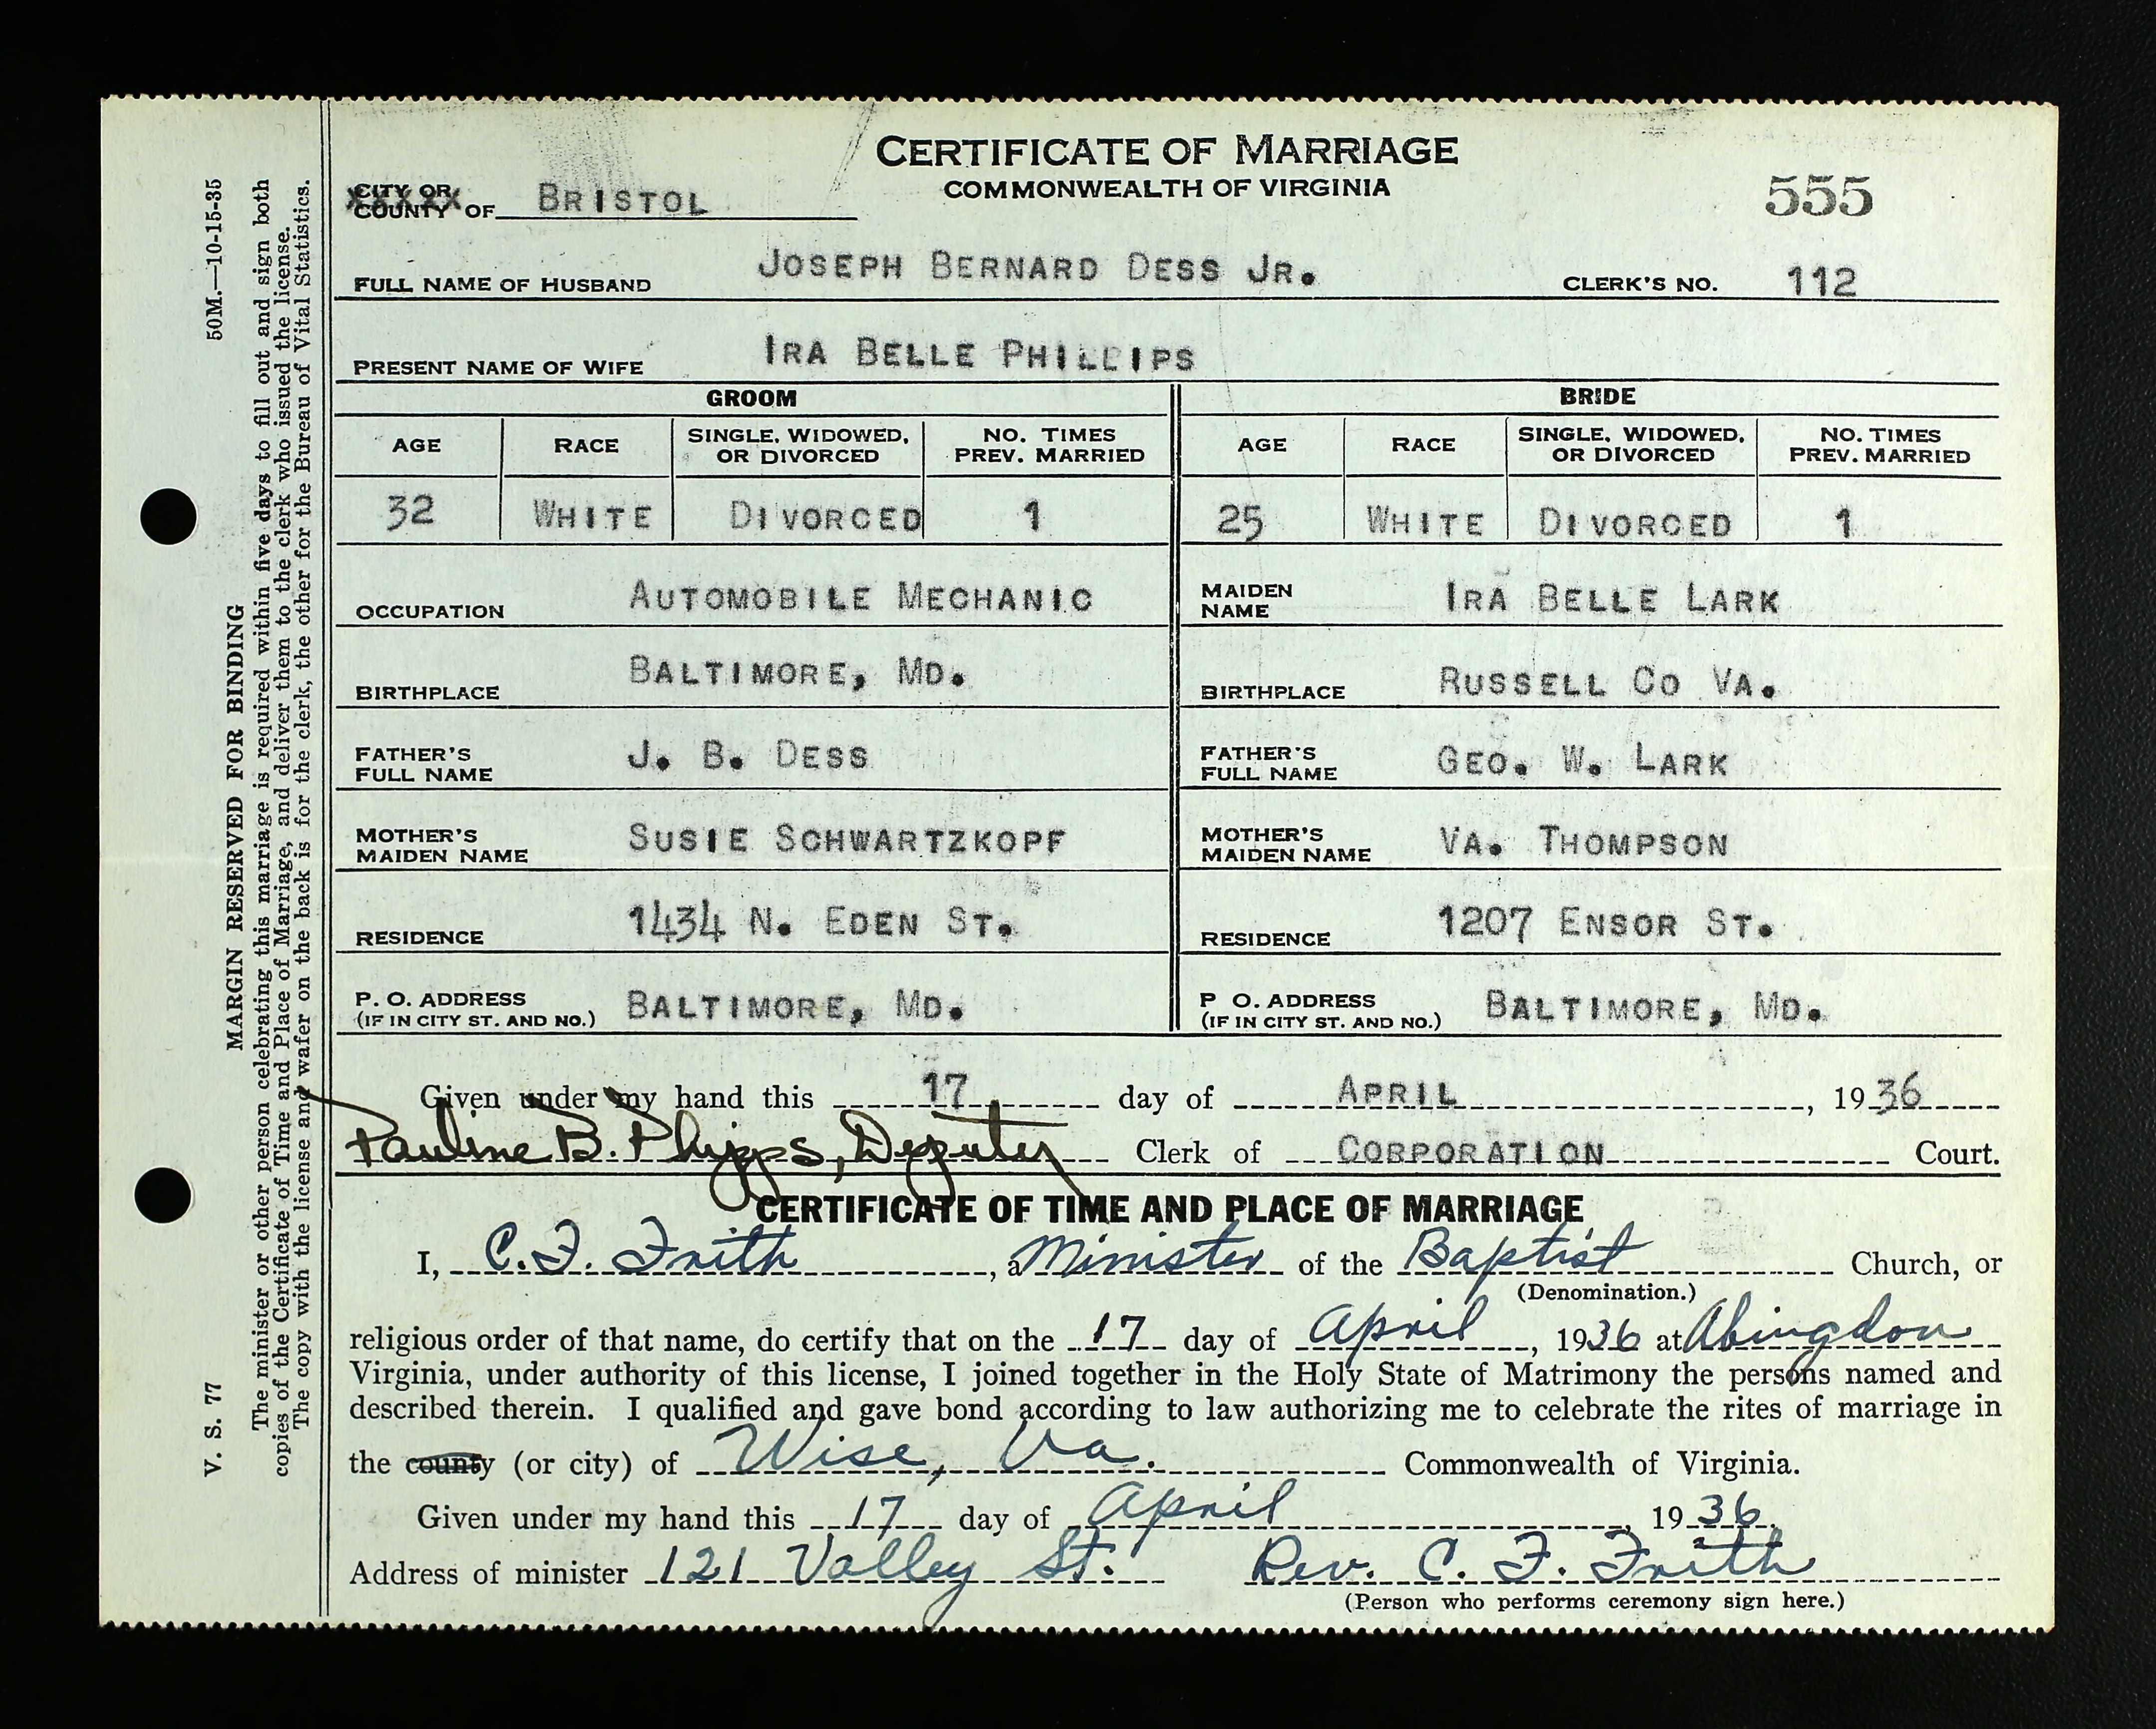 CERTIFICATE OF MARRIAGE
COMMONWEALTH OF VIRGINIA
555
CITY OR
COUNTY OF BRISTOL
FULL NAME OF HUSBAND JOSEPH BERNARD DESS JR. CLERK'S NO. 112
PRESENT NAME OF WIFE IRA BELLE PHILLIPS
GROOM BRIDE
AGE RACE SINGLE, WIDOWED, OR DIVORCED NO. TIMES PREV. MARRIED AGE RACE SINGLE, WIDOWED, OR DIVORCED NO. TIMES PREV. MARRIED
32 WHITE DIVORCED 1 25 WHITE DIVORCED 1
OCCUPATION AUTOMOBILE MECHANIC MAIDEN NAME IRA BELLE LARK
BIRTHPLACE BALTIMORE, MD. BIRTHPLACE RUSSELL CO VA.
FATHER'S FULL NAME J. B. DESS FATHER'S FULL NAME GEO. W. LARK
MOTHER'S MAIDEN NAME SUSIE SCHWARTZKOPF MOTHER'S MAIDEN NAME VA. THOMPSON
RESIDENCE 1434 N. EDEN ST. RESIDENCE 1207 ENSOR ST.
P. O. ADDRESS (IF IN CITY ST. AND NO.) BALTIMORE, MD. P O. ADDRESS (IF IN CITY ST. AND NO.) BALTIMORE, MD.
Given under my hand this 17 day of APRIL, 1936
Pauline B. Phipps, Deputy Clerk of CORPORATION Court.
CERTIFICATE OF TIME AND PLACE OF MARRIAGE
I, C. F. Frith, a Minister of the Baptist Church, or
(Denomination.)
religious order of that name, do certify that on the 17 day of April, 1936 at Abingdon
Virginia, under authority of this license, I joined together in the Holy State of Matrimony the persons named and
described therein. I qualified and gave bond according to law authorizing me to celebrate the rites of marriage in
the county (or city) of Wise, Va. Commonwealth of Virginia.
Given under my hand this 17 day of April, 1936.
Address of minister 121 Valley St. Rev. C. F. Frith
(Person who performs ceremony sign here.)
V. S. 77 50M.—10-15-35
MARGIN RESERVED FOR BINDING
The minister or other person celebrating this marriage is required within five days to fill out and sign both
copies of the Certificate of Time and Place of Marriage, and deliver them to the clerk who issued the license.
The copy with the license and wafer on the back is for the clerk, the other for the Bureau of Vital Statistics.